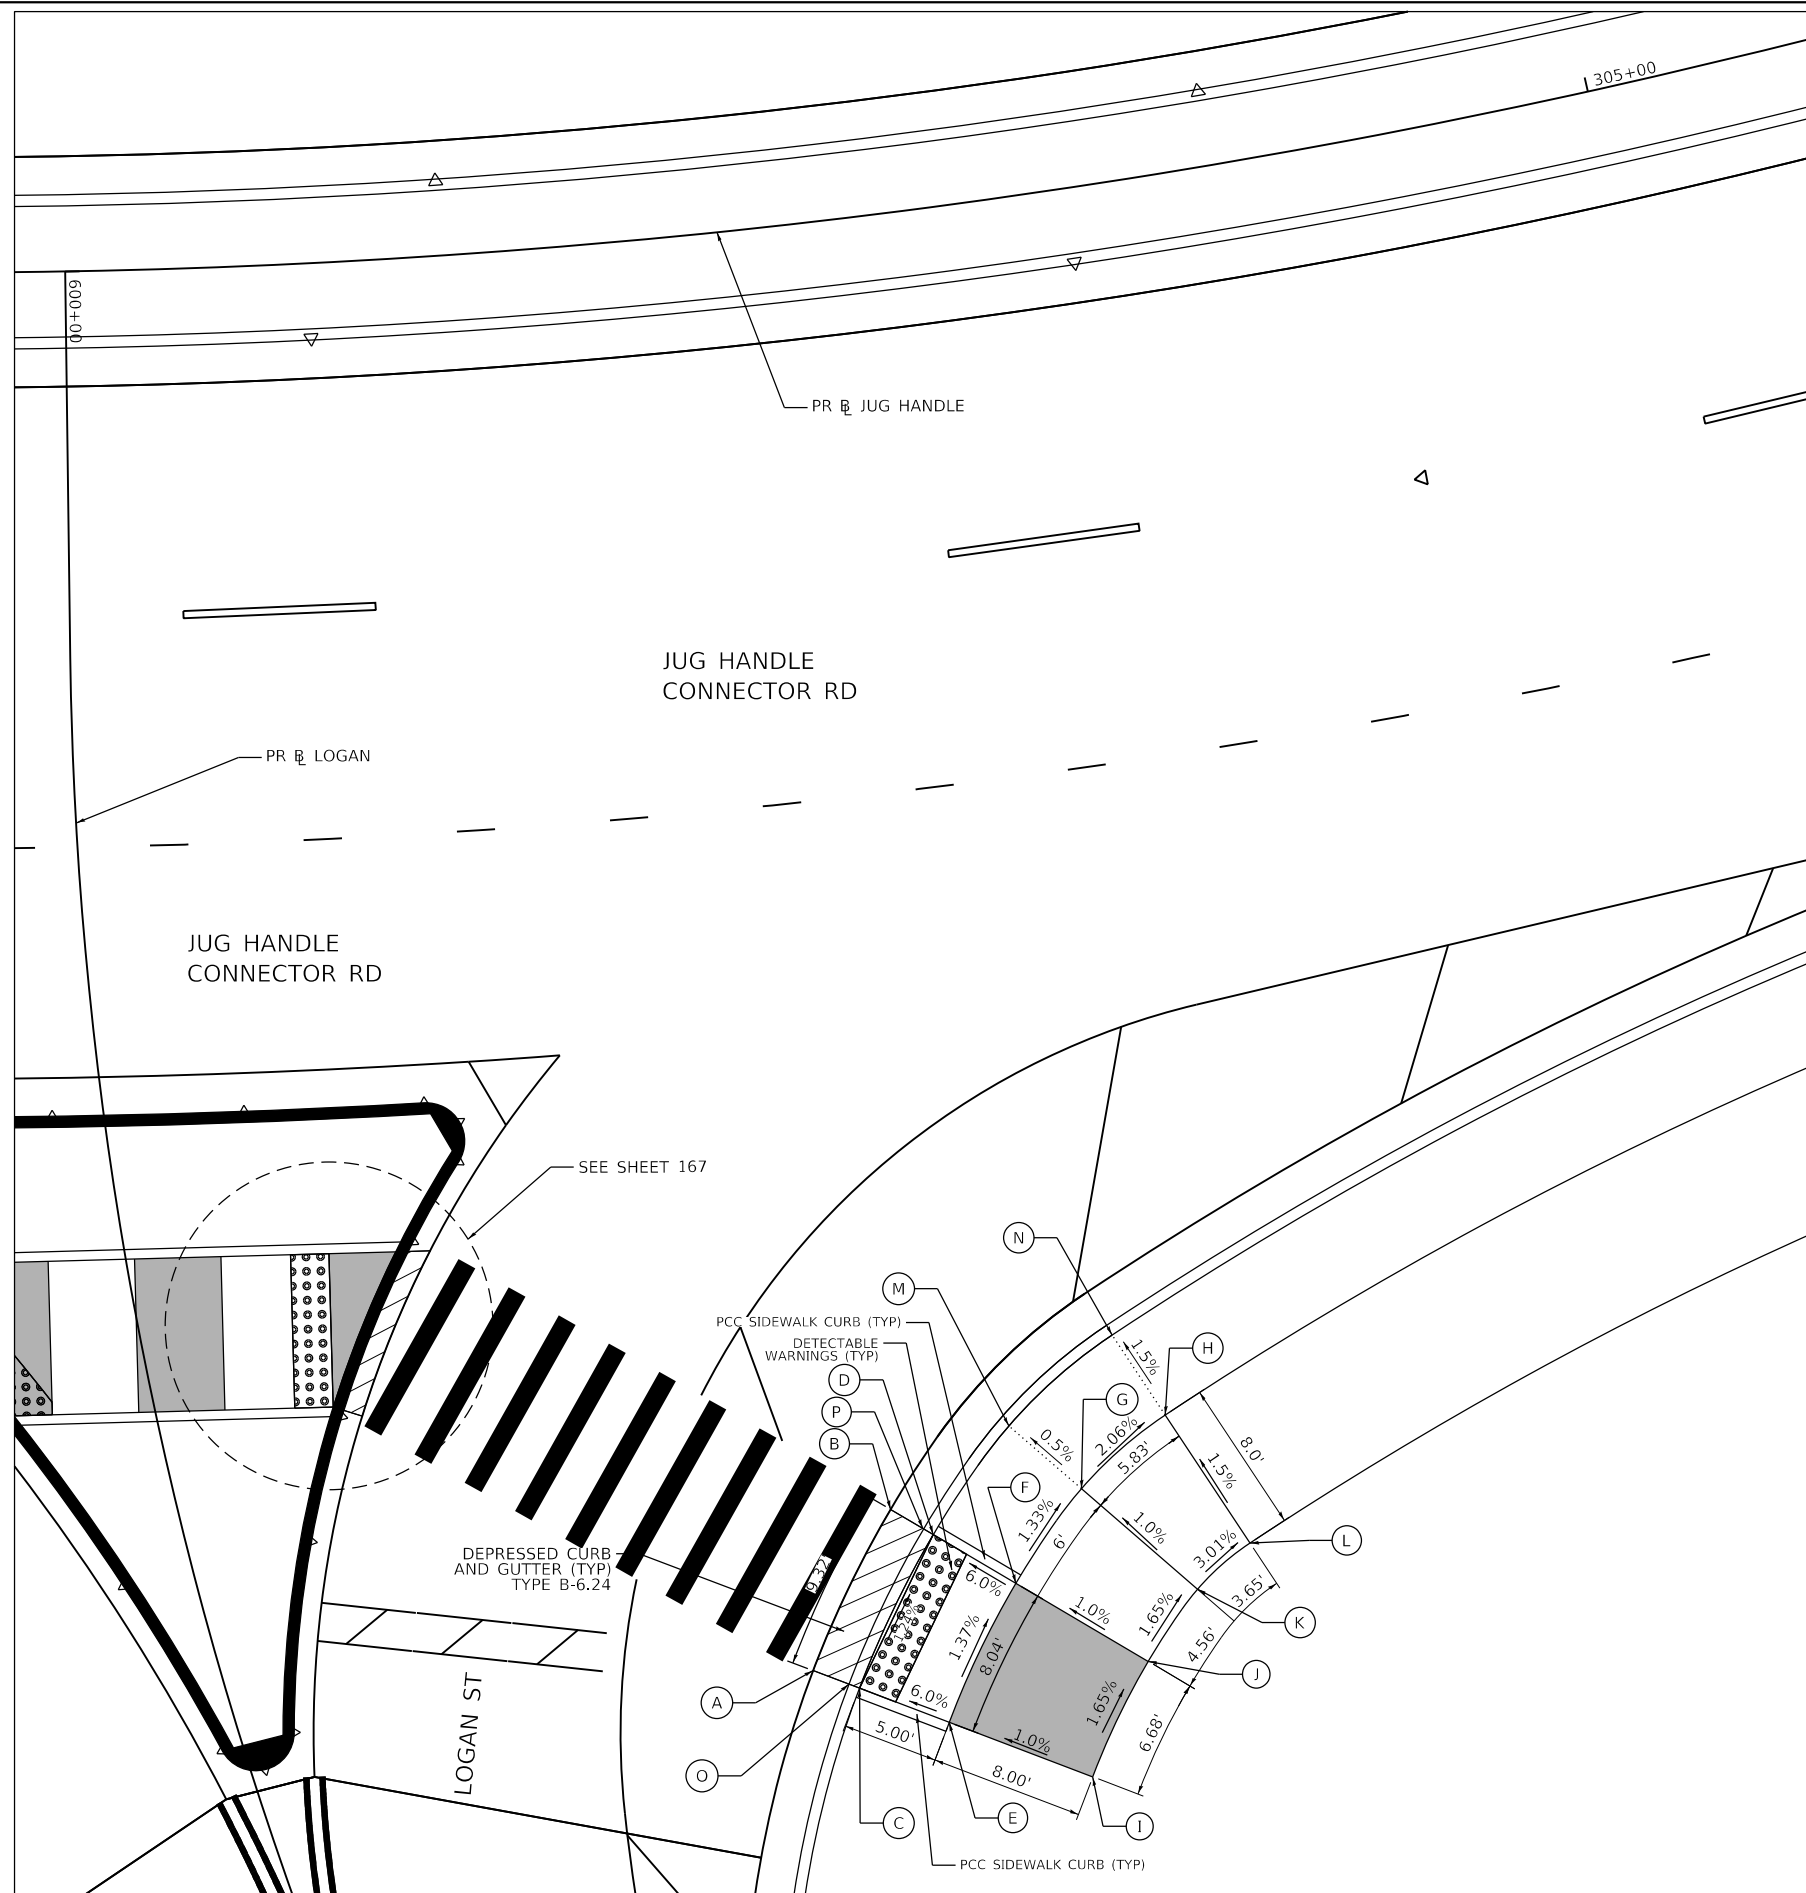 305+00
600+00
PR ℄ JUG HANDLE
JUG HANDLE
CONNECTOR RD
PR ℄ LOGAN
JUG HANDLE
CONNECTOR RD
SEE SHEET 167
N
M
PCC SIDEWALK CURB (TYP)
DETECTABLE
WARNINGS (TYP)
D
P
B
H
G
F
1.5%
0.5%
2.06%
5.83'
8.0'
1.5%
1.33%
6'
1.0%
3.01%
L
DEPRESSED CURB
AND GUTTER (TYP)
TYPE B-6.24
9.32
1.24%
6.0%
1.0%
1.65%
3.65'
K
1.37%
8.04'
4.56'
J
A
6.0%
1.65%
6.68'
LOGAN ST
5.00'
1.0%
8.00'
O
C
E
I
PCC SIDEWALK CURB (TYP)